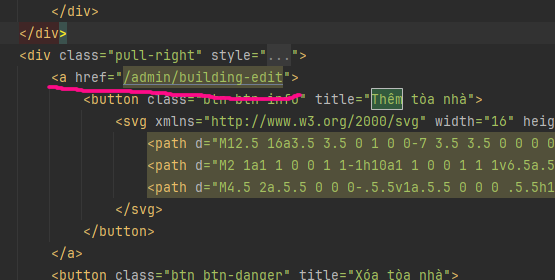 </div>
</div>
<div class="pull-right" style="...">
<a href="/admin/building-edit">
<button class="btn btn-info" title="Thêm tòa nhà">
<svg xmlns="http://www.w3.org/2000/svg" width="16" heig
<path d="M12.5 16a3.5 3.5 0 1 0 0-7 3.5 3.5 0 0 0 0
<path d="M2 1a1 1 0 0 1 1-1h10a1 1 0 0 1 1 1v6.5a.5
<path d="M4.5 2a.5.5 0 0 0-.5.5v1a.5.5 0 0 0 .5.5h1
</svg>
</button>
</a>
<button class="btn btn-danger" title="Xóa tòa nhà">